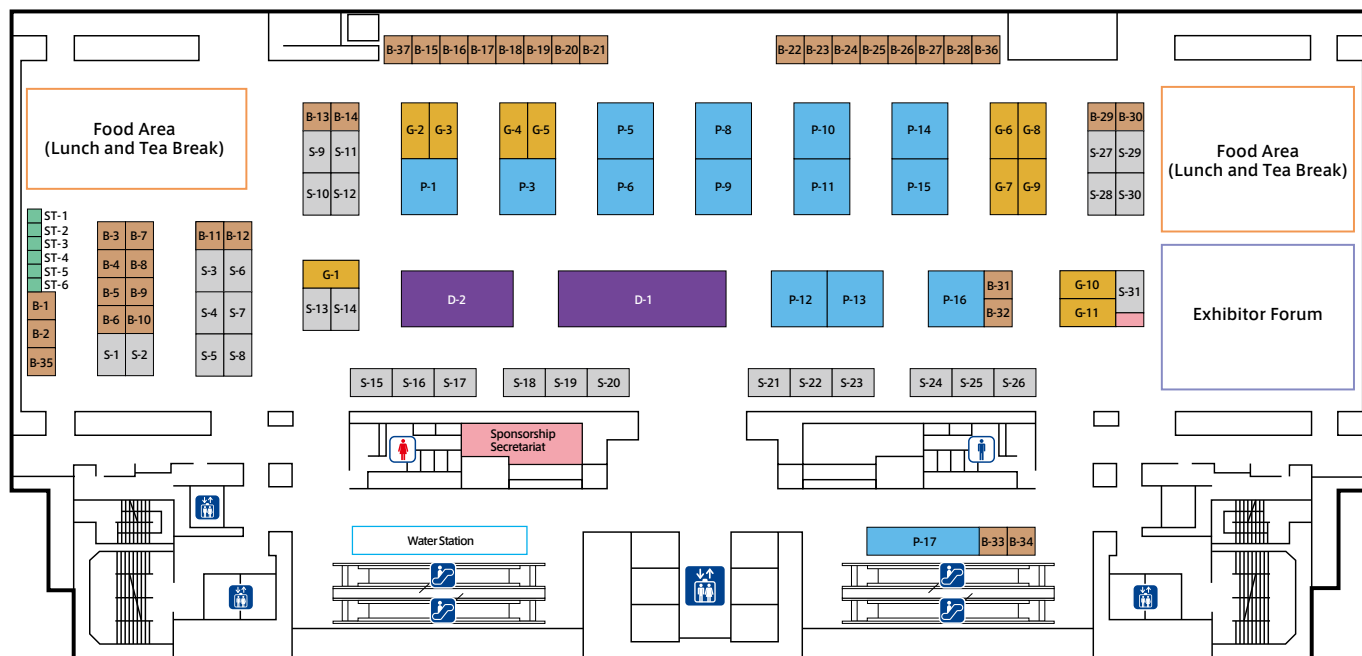 B-37 B-15 B-16 B-17 B-18 B-19 B-20 B-21
B-22 B-23 B-24 B-25 B-26 B-27 B-28 B-36
Food Area
(Lunch and Tea Break)
B-13 B-14
S-9 S-11
S-10 S-12
G-2 G-3
P-1
G-4 G-5
P-3
P-5
P-6
P-8
P-9
P-10
P-11
P-14
P-15
G-6 G-8
G-7 G-9
B-29 B-30
S-27 S-29
S-28 S-30
Food Area
(Lunch and Tea Break)
ST-1
ST-2
ST-3
ST-4
ST-5
ST-6
B-1
B-2
B-35
B-3 B-7
B-4 B-8
B-5 B-9
B-6 B-10
S-1 S-2
B-11 B-12
S-3 S-6
S-4 S-7
S-5 S-8
G-1
S-13 S-14
D-2
D-1
P-12 P-13
P-16
B-31
B-32
G-10
G-11
S-31
Exhibitor Forum
S-15 S-16 S-17
S-18 S-19 S-20
S-21 S-22 S-23
S-24 S-25 S-26
Sponsorship
Secretariat
Water Station
P-17 B-33 B-34